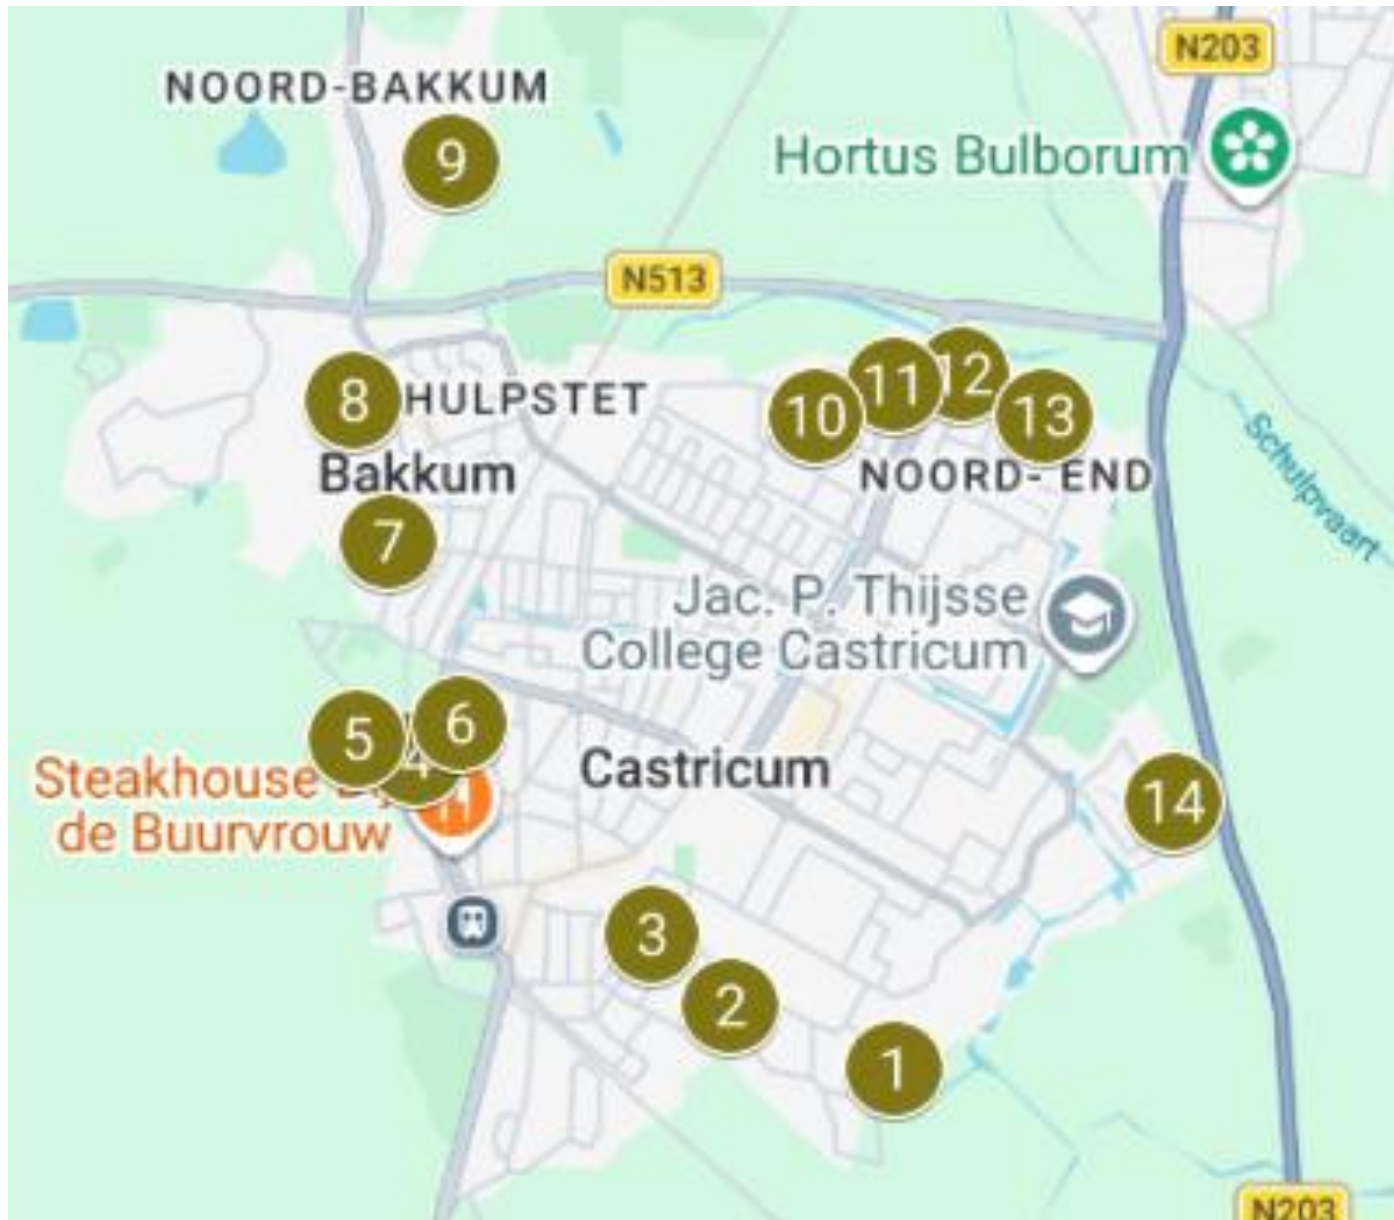 N203
NOORD-BAKKUM
9
Hortus Bulborum
N513
8
HULPSTET
10
11
12
13
Bakkum
NOORD- END
Schulpvaart
7
Jac. P. Thijsse
College Castricum
5
6
4
Steakhouse
de Buurvrouw
Castricum
14
3
2
1
N203